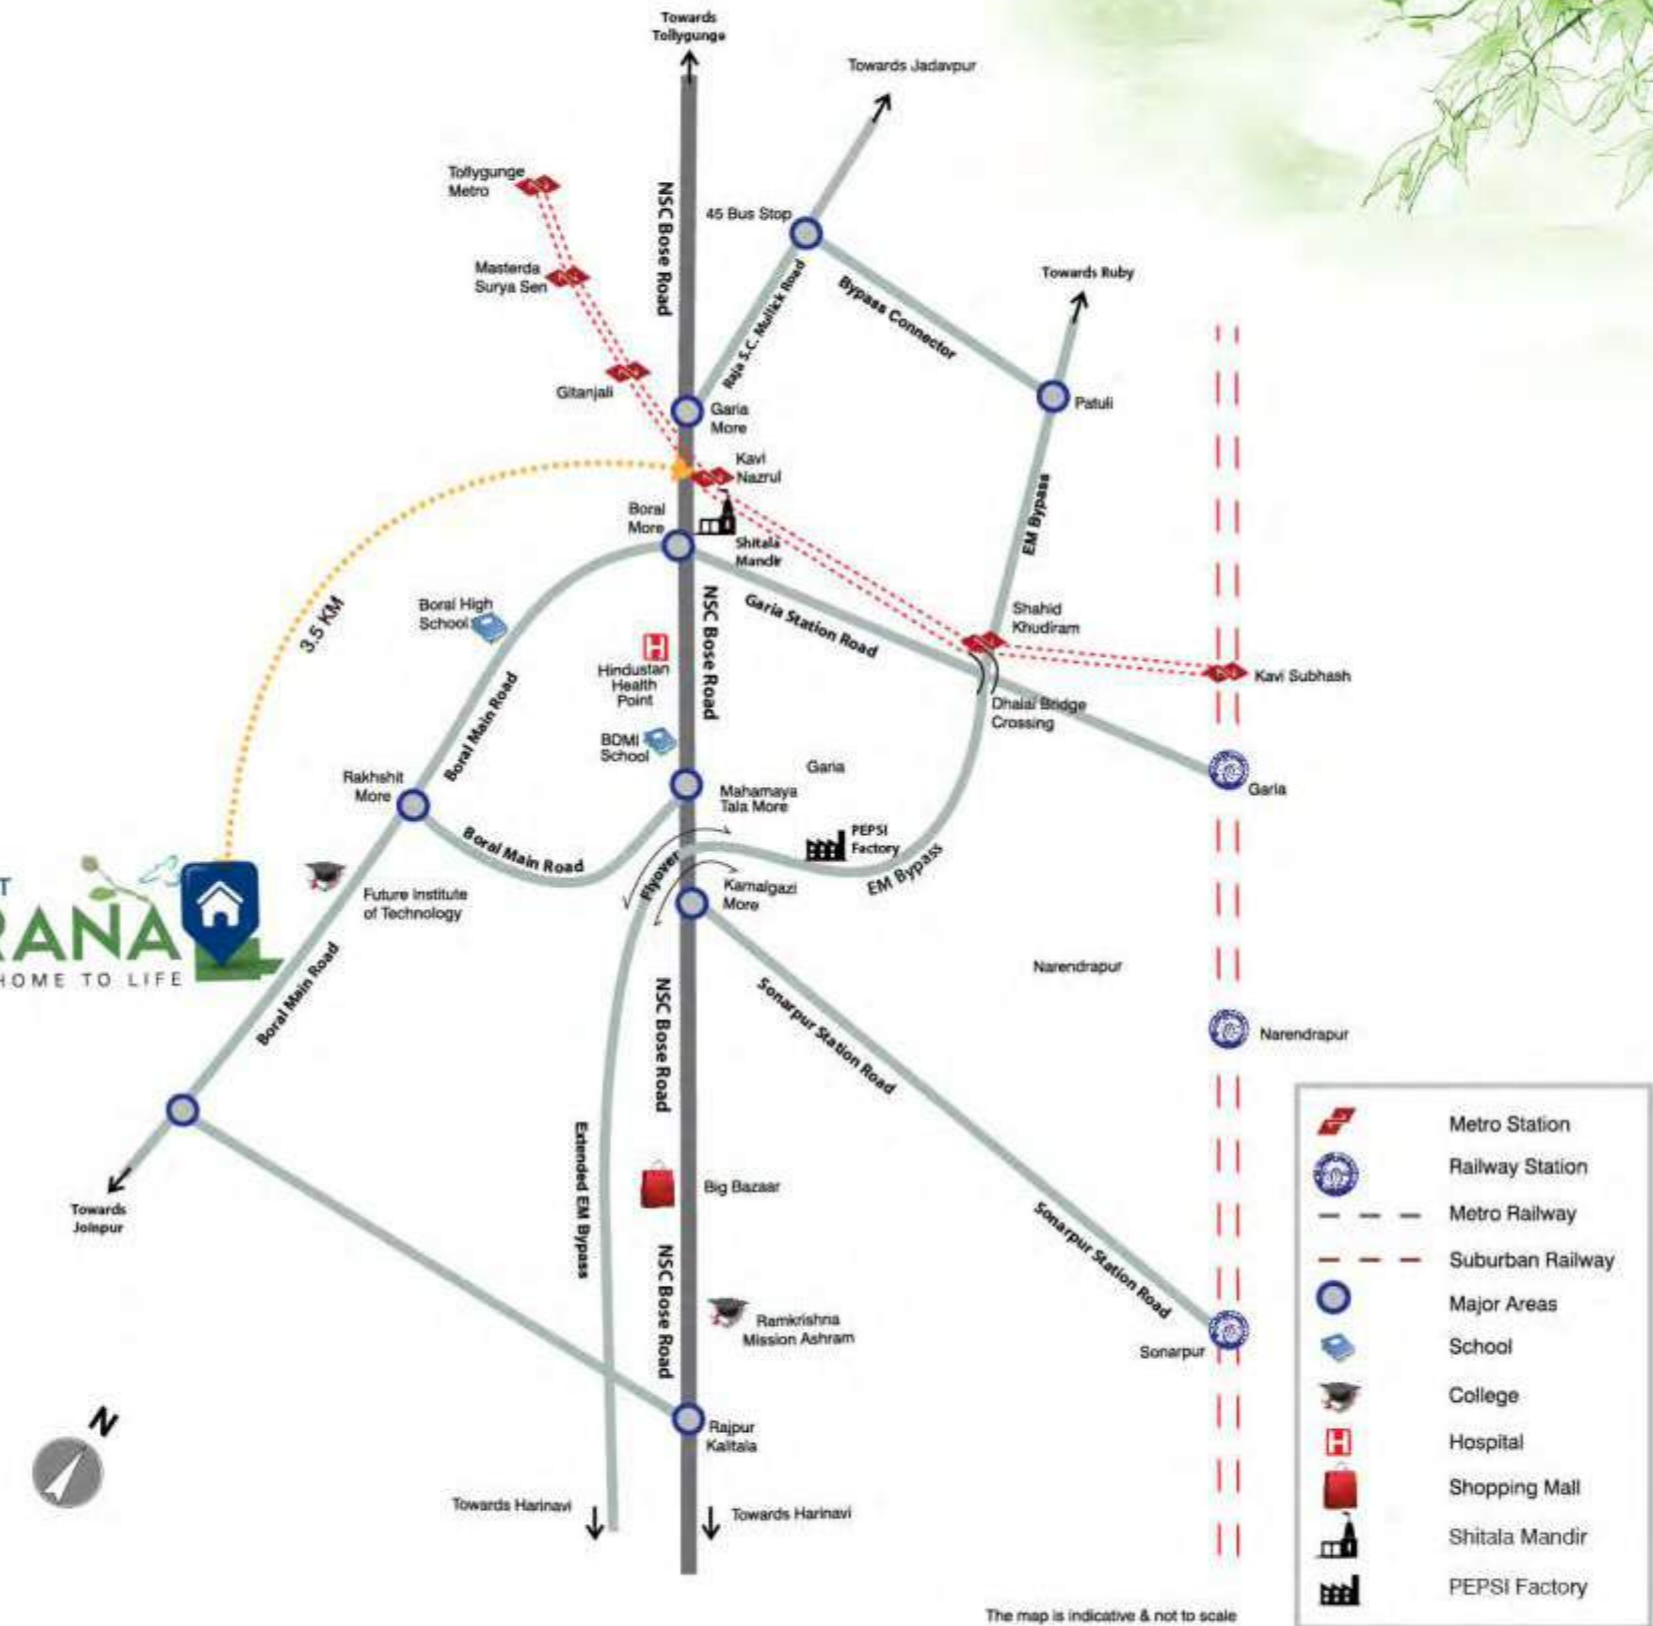 Towards
Tollygunge
Towards Jadavpur
Tollygunge
Metro
NSC Bose Road
45 Bus Stop
Masterda
Surya Sen
Towards Ruby
Raja S.C. Mullick Road
Bypass Connector
Gitanjali
Garia
More
Patuli
Kavi
Nazrul
EM Bypass
Boral
More
Shitala
Mandir
3.5 KM
Boral High
School
NSC Bose Road
Garia Station Road
Shahid
Khudiram
Hindustan
Health
Point
Kavi Subhash
Boral Main Road
Dhalai Bridge
Crossing
BDMI
School
Garia
Rakhshit
More
Mahamaya
Tala More
Garia
Boral Main Road
PEPSI
Factory
Flyover
EM Bypass
Kamalgazi
More
Future Institute
of Technology
T
RANA
HOME TO LIFE
Boral Main Road
Narendrapur
NSC Bose Road
Sonarpur Station Road
Narendrapur
Extended EM Bypass
Big Bazaar
Towards
Joinpur
Sonarpur Station Road
NSC Bose Road
Ramkrishna
Mission Ashram
Sonarpur
Rajpur
Kalitala
N
Towards Harinavi
Towards Harinavi
Metro Station
Railway Station
Metro Railway
Suburban Railway
Major Areas
School
College
H Hospital
Shopping Mall
Shitala Mandir
PEPSI Factory
The map is indicative & not to scale